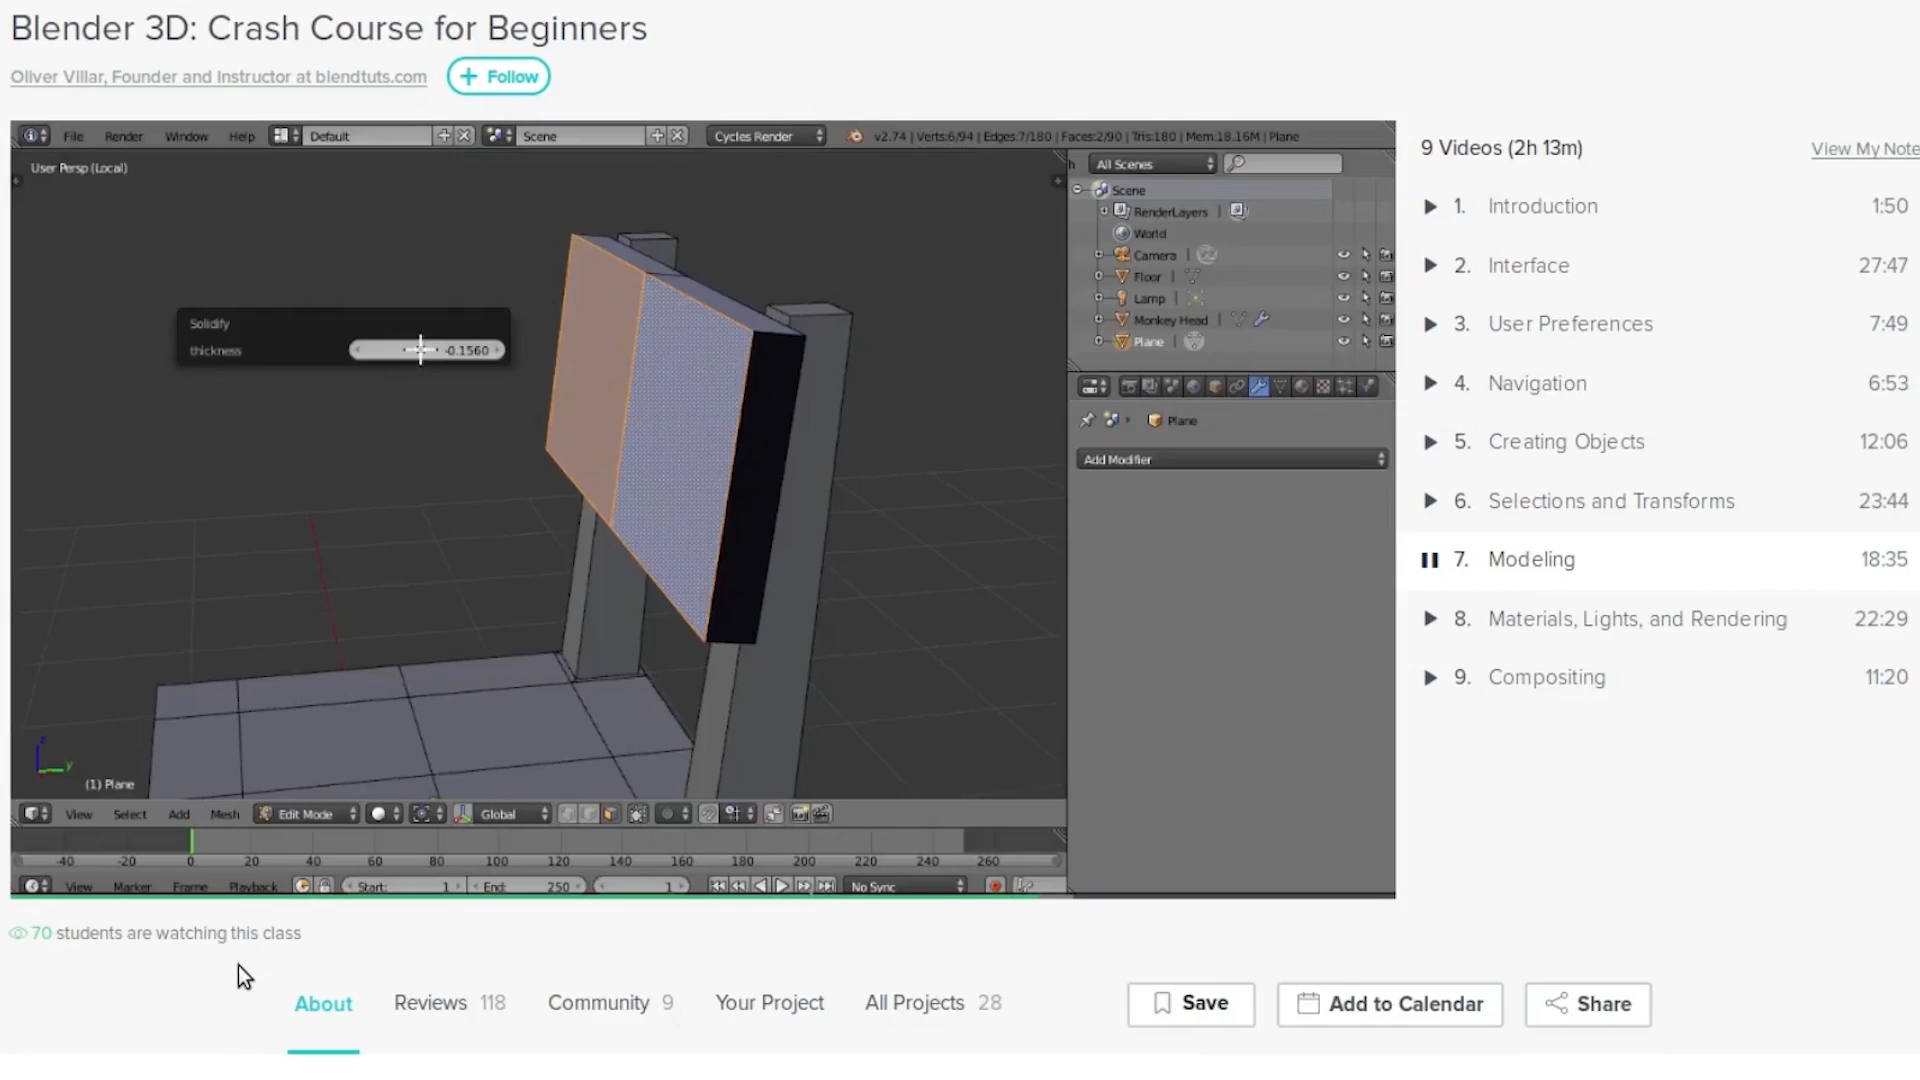 Blender 3D: Crash Course for Beginners
Oliver Villar, Founder and Instructor at blendtuts.com
+ Follow
File Render Window Help Default Scene Cycles Render v2.74 | Verts:6/94 | Edges:7/180 | Faces:2/90 | Tris:180 | Mem:18.16M | Plane
User Persp (Local)
Solidify
thickness -0.1560
(1) Plane
View Select Add Mesh Edit Mode Global
-40 -20 0 20 40 60 80 100 120 140 160 180 200 220 240 260
View Marker Frame Playback Start: 1 End: 250 1 No Sync
h All Scenes
Scene
RenderLayers |
World
Camera |
Floor |
Lamp |
Monkey Head |
Plane |
Plane
Add Modifier
9 Videos (2h 13m) View My Note
1. Introduction 1:50
2. Interface 27:47
3. User Preferences 7:49
4. Navigation 6:53
5. Creating Objects 12:06
6. Selections and Transforms 23:44
7. Modeling 18:35
8. Materials, Lights, and Rendering 22:29
9. Compositing 11:20
70 students are watching this class
About Reviews 118 Community 9 Your Project All Projects 28 Save Add to Calendar Share